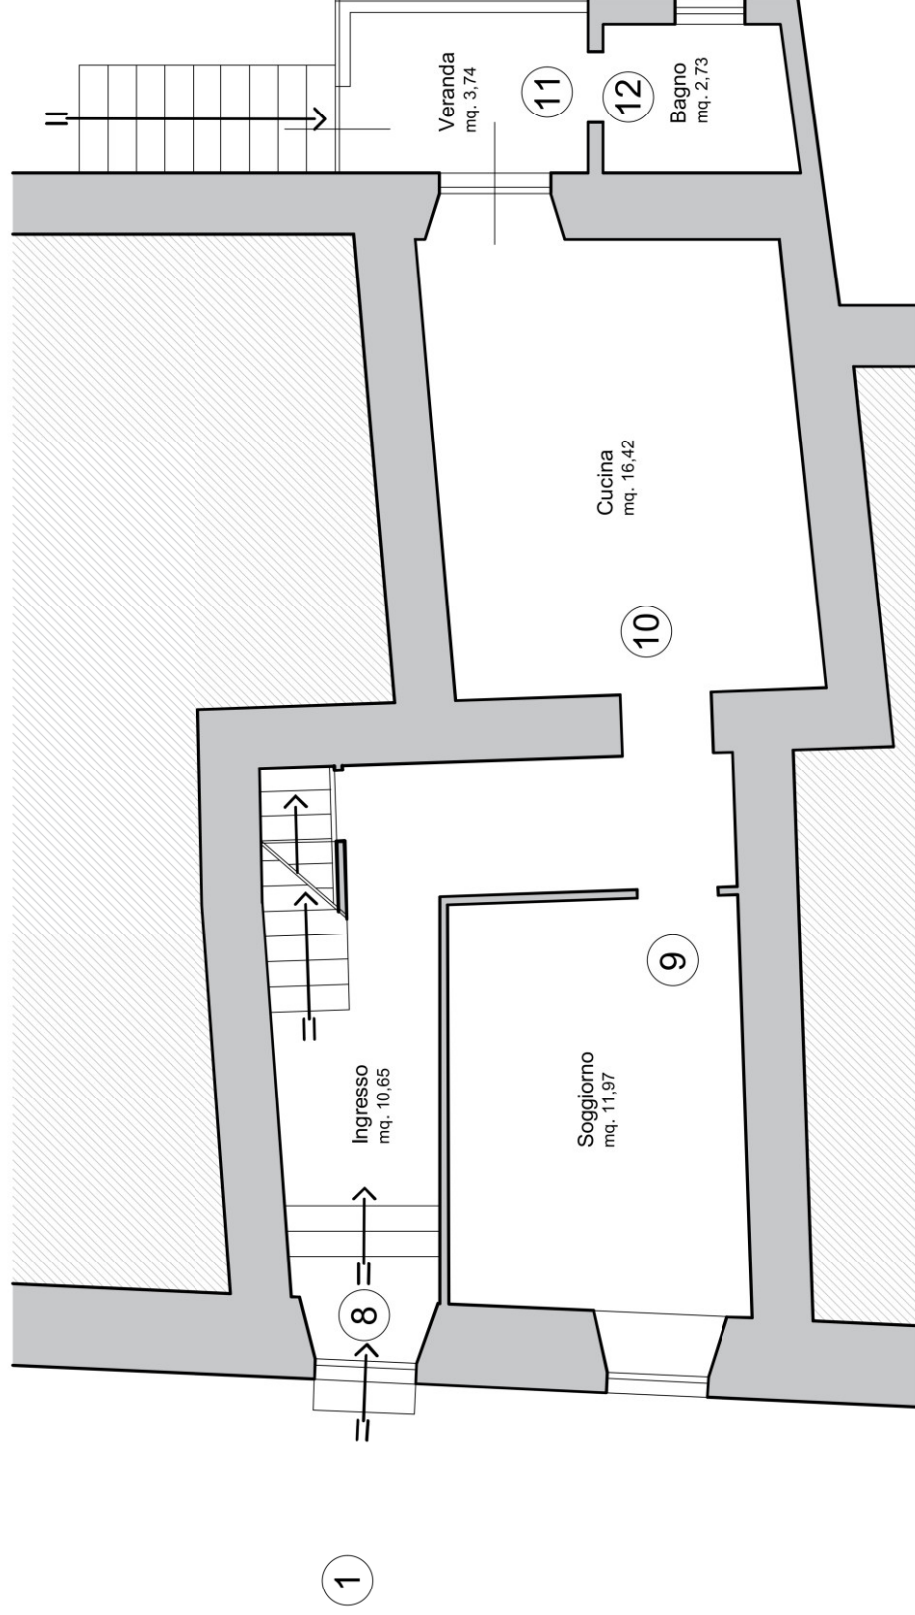 Veranda
mq. 3,74
11
12
Bagno
mq. 2,73
Cucina
mq. 16,42
10
9
Ingresso
mq. 10,65
Soggiorno
mq. 11,97
8
1